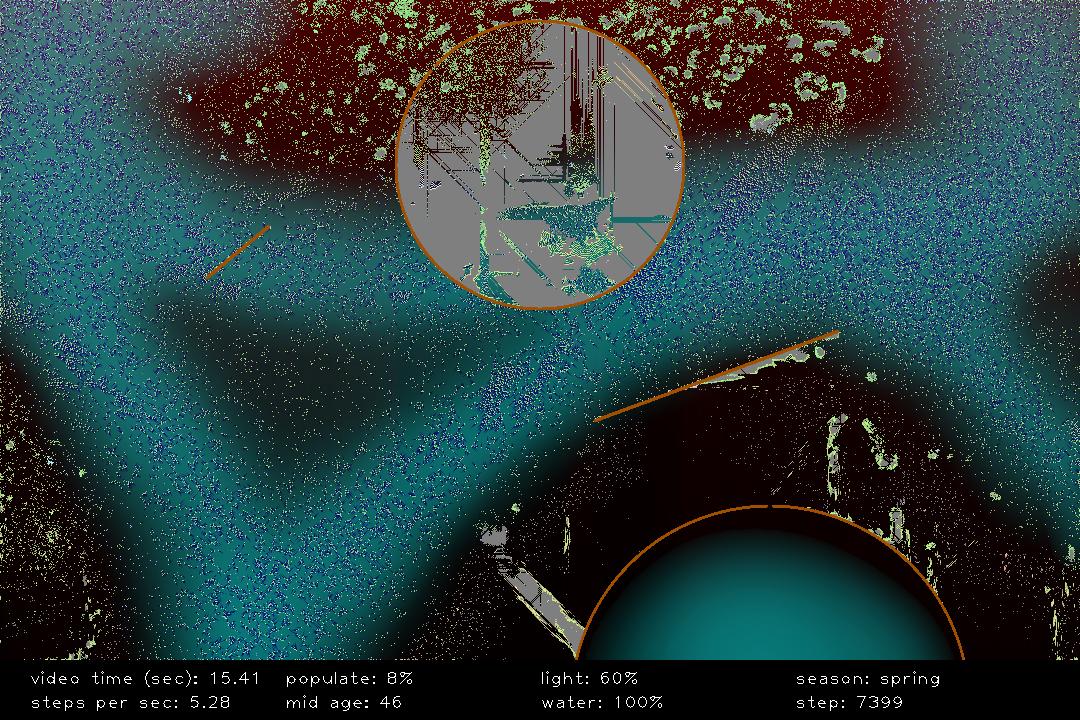 video time (sec): 15.41 populate: 8% light: 60% season: spring
steps per sec: 5.28 mid age: 46 water: 100% step: 7399